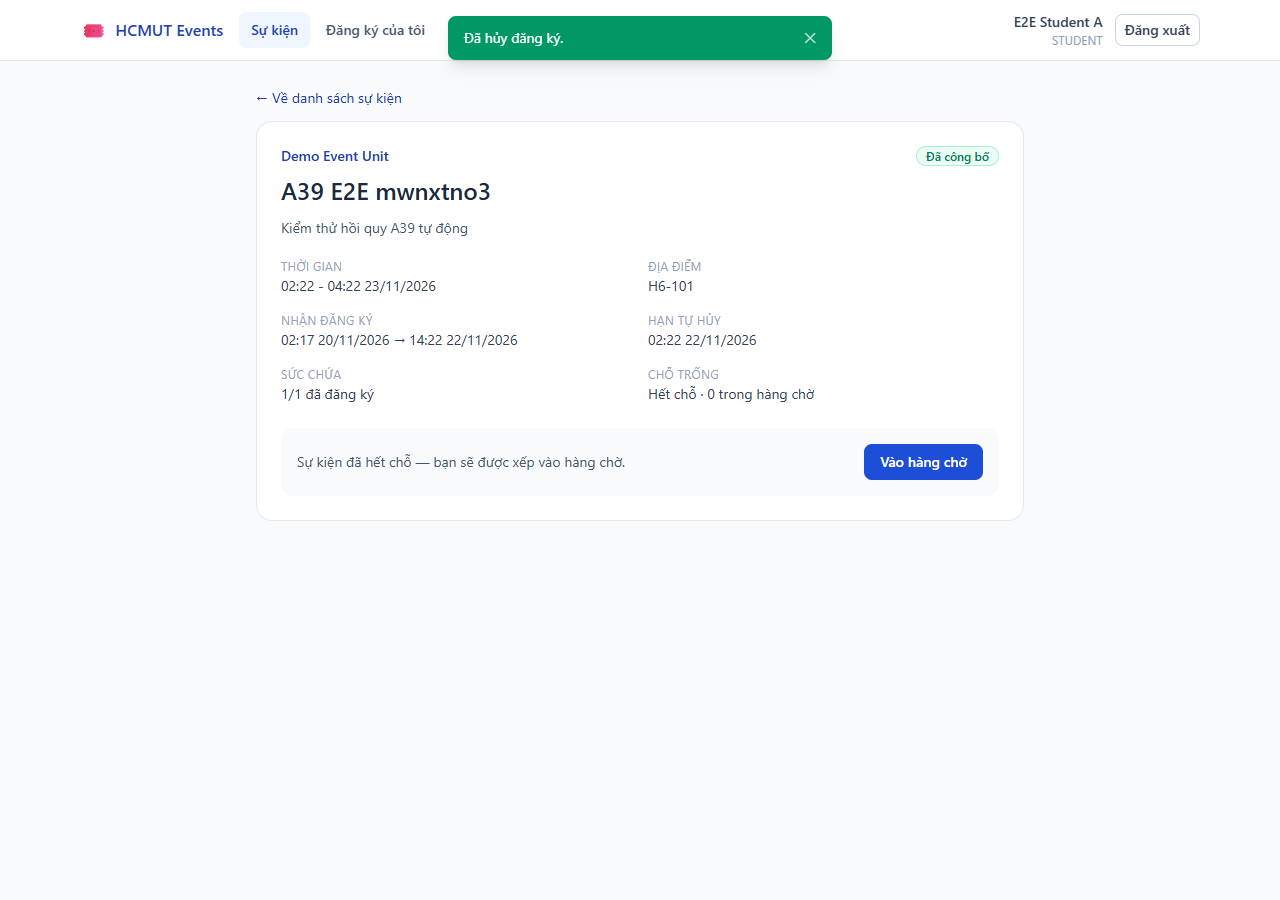 HCMUT Events
Sự kiện
Đăng ký của tôi
Đã hủy đăng ký.
E2E Student A
STUDENT
Đăng xuất
← Về danh sách sự kiện
Demo Event Unit
Đã công bố
A39 E2E mwnxtno3
Kiểm thử hồi quy A39 tự động
THỜI GIAN
02:22 - 04:22 23/11/2026
ĐỊA ĐIỂM
H6-101
NHẬN ĐĂNG KÝ
02:17 20/11/2026 → 14:22 22/11/2026
HẠN TỰ HỦY
02:22 22/11/2026
SỨC CHỨA
1/1 đã đăng ký
CHỖ TRỐNG
Hết chỗ · 0 trong hàng chờ
Sự kiện đã hết chỗ — bạn sẽ được xếp vào hàng chờ.
Vào hàng chờ